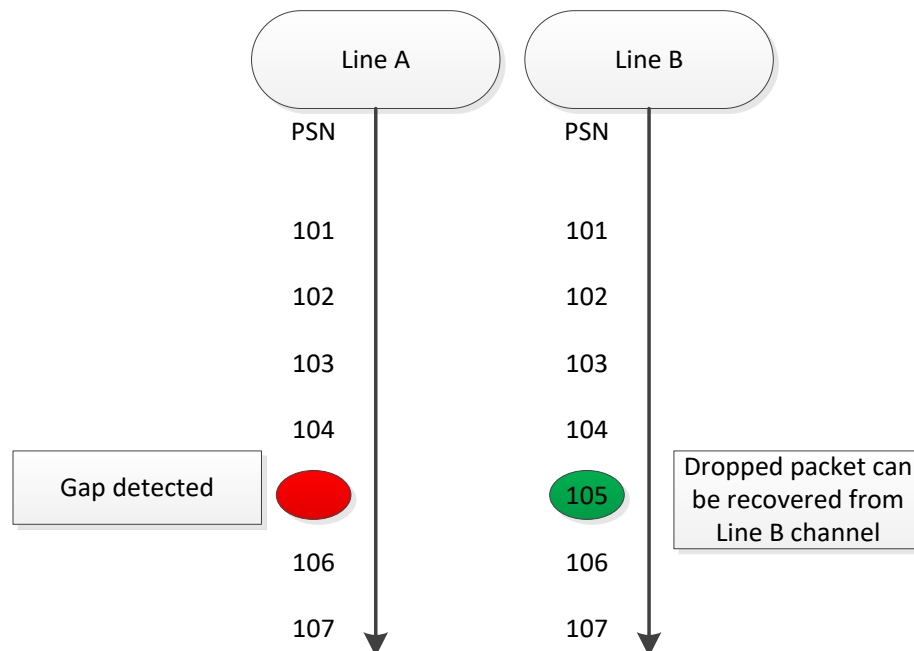 Line A
Line B
PSN
PSN
101
101
102
102
103
103
104
104
Gap detected
105
Dropped packet can
be recovered from
Line B channel
106
106
107
107